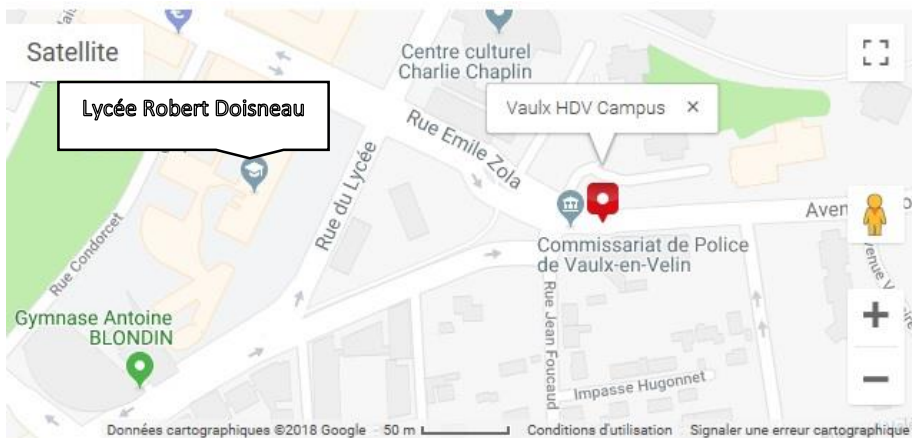 Satellite
Centre culturel
Charlie Chaplin
Lycée Robert Doisneau
Vaulx HDV Campus ×
Rue Emile Zola
Rue du Lycée
Aven
Commissariat de Police
de Vaulx-en-Velin
Rue Condorcet
Rue Jean Foucaud
Gymnase Antoine
BLONDIN
Impasse Hugonnet
Données cartographiques ©2018 Google
50 m
Conditions d'utilisation
Signaler une erreur cartographique